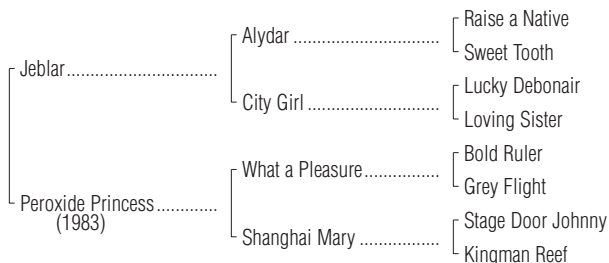 Raise a Native
Alydar..............................
Sweet Tooth
Jeblar..............................
Lucky Debonair
City Girl ...........................
Loving Sister
Bold Ruler
What a Pleasure................
Grey Flight
Peroxide Princess............
(1983)
Stage Door Johnny
Shanghai Mary ................
Kingman Reef